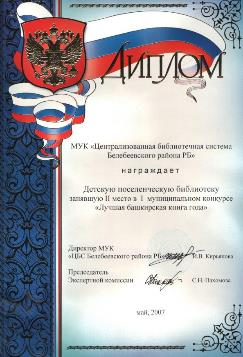 ДИПЛОМ
МУК «Централизованная библиотечная система
Белебеевского района РБ»
награждает
Детскую поселенческую библиотеку
занявшую II место в I муниципальном конкурсе
«Лучшая башкирская книга года»
Директор МУК
«ЦБС Белебеевского района РБ» И.В. Кирьянова
Председатель
Экспертной комиссии С.Н. Пахомова
май, 2007